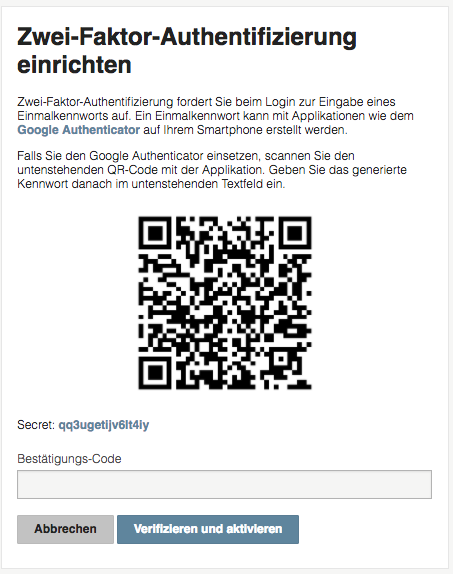 Zwei-Faktor-Authentifizierung
einrichten
Zwei-Faktor-Authentifizierung fordert Sie beim Login zur Eingabe eines
Einmalkennworts auf. Ein Einmalkennwort kann mit Applikationen wie dem
Google Authenticator auf Ihrem Smartphone erstellt werden.
Falls Sie den Google Authenticator einsetzen, scannen Sie den
untenstehenden QR-Code mit der Applikation. Geben Sie das generierte
Kennwort danach im untenstehenden Textfeld ein.
Secret: qq3ugetijv6lt4iy
Bestätigungs-Code
Abbrechen
Verifizieren und aktivieren